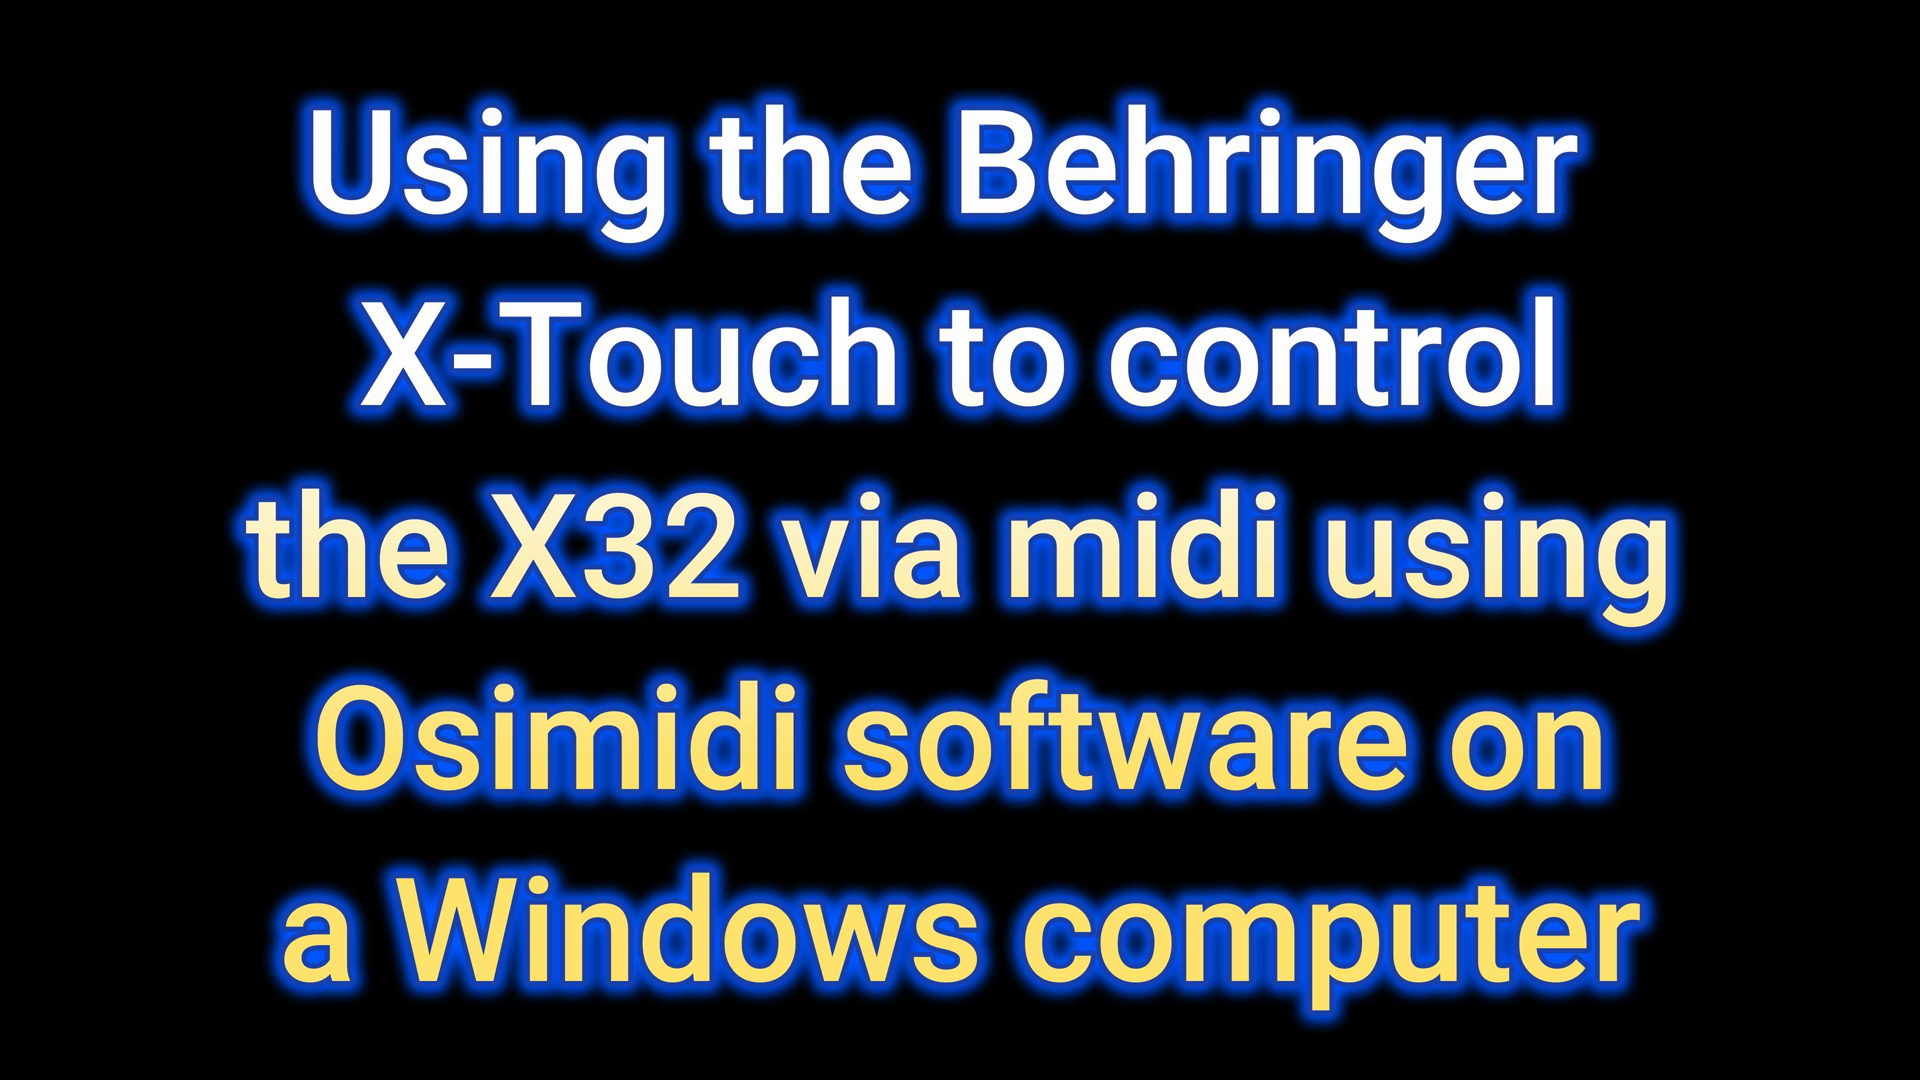 Using the Behringer
X-Touch to control
the X32 via midi using
Osimidi software on
a Windows computer